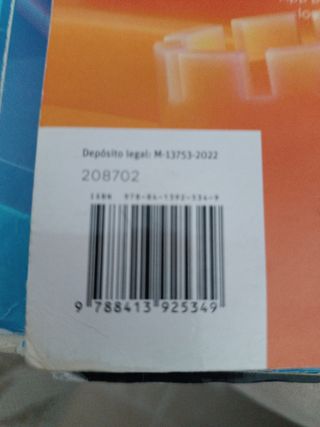 Depósito legal: M-13753-2022
208702
ISBN 978-84-1392-534-9
9 788413 925349